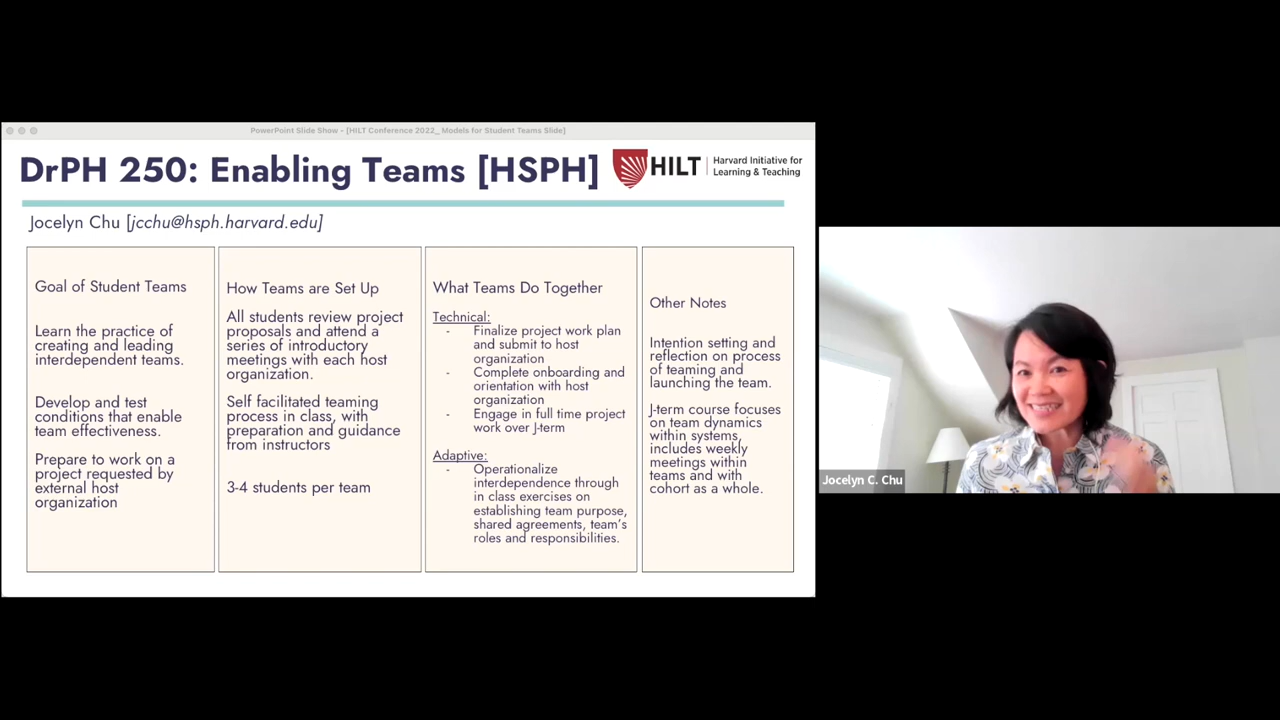 PowerPoint Slide Show - [HILT Conference 2022_ Models for Student Teams Slide]
DrPH 250: Enabling Teams [HSPH]
HILT
Harvard Initiative for
Learning & Teaching
Jocelyn Chu [jcchu@hsph.harvard.edu]
Goal of Student Teams
Learn the practice of
creating and leading
interdependent teams.
Develop and test
conditions that enable
team effectiveness.
Prepare to work on a
project requested by
external host
organization
How Teams are Set Up
All students review project
proposals and attend a
series of introductory
meetings with each host
organization.
Self facilitated teaming
process in class, with
preparation and guidance
from instructors
3-4 students per team
What Teams Do Together
Technical:
- Finalize project work plan
and submit to host
organization
- Complete onboarding and
orientation with host
organization
- Engage in full time project
work over J-term
Adaptive:
- Operationalize
interdependence through
in class exercises on
establishing team purpose,
shared agreements, team's
roles and responsibilities.
Other Notes
Intention setting and
reflection on process
of teaming and
launching the team.
J-term course focuses
on team dynamics
within systems,
includes weekly
meetings within
teams and with
cohort as a whole.
Jocelyn C. Chu